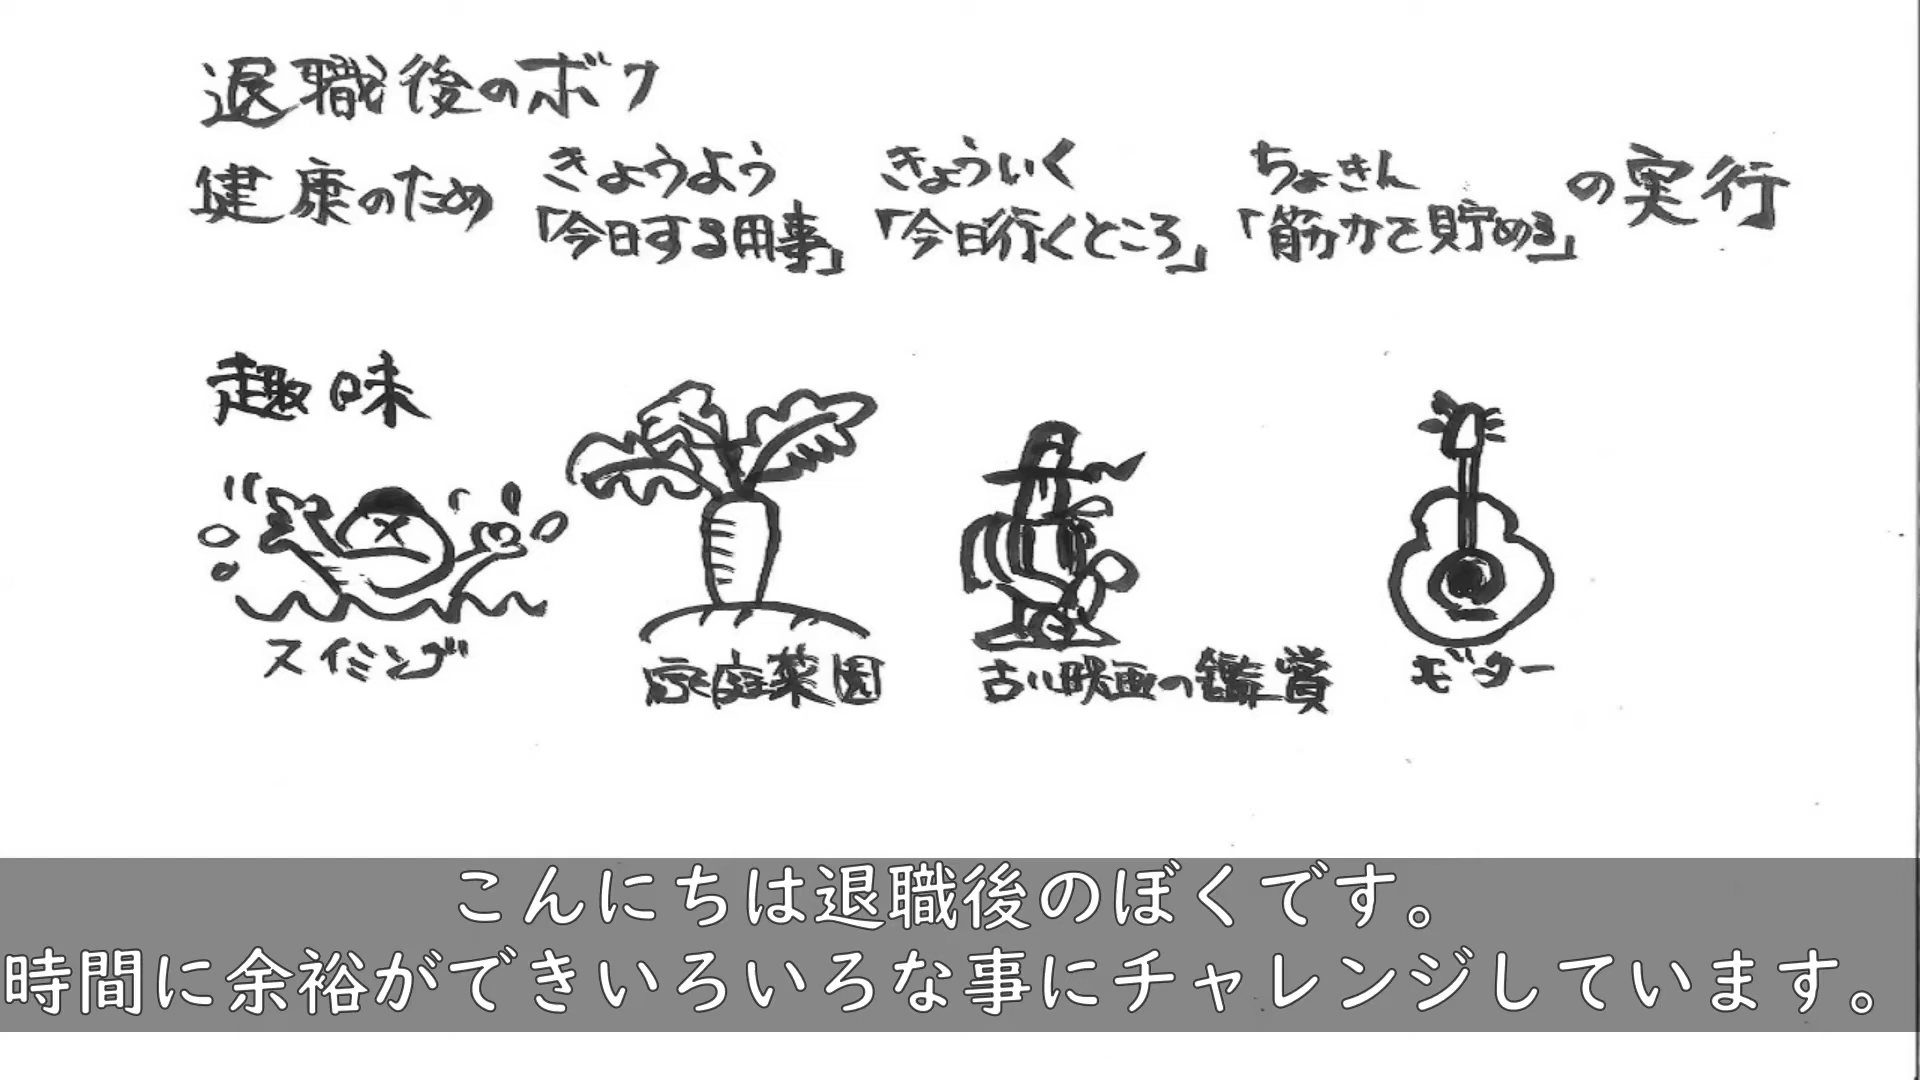 退職後のボク
健康のため
きょうよう
「今日する用事」
きょういく
「今日行くところ」
ちょきん
「筋力を貯める」
の実行
趣味
スイミング
家庭菜園
古い映画の鑑賞
ギター
こんにちは退職後のぼくです。
時間に余裕ができいろいろな事にチャレンジしています。